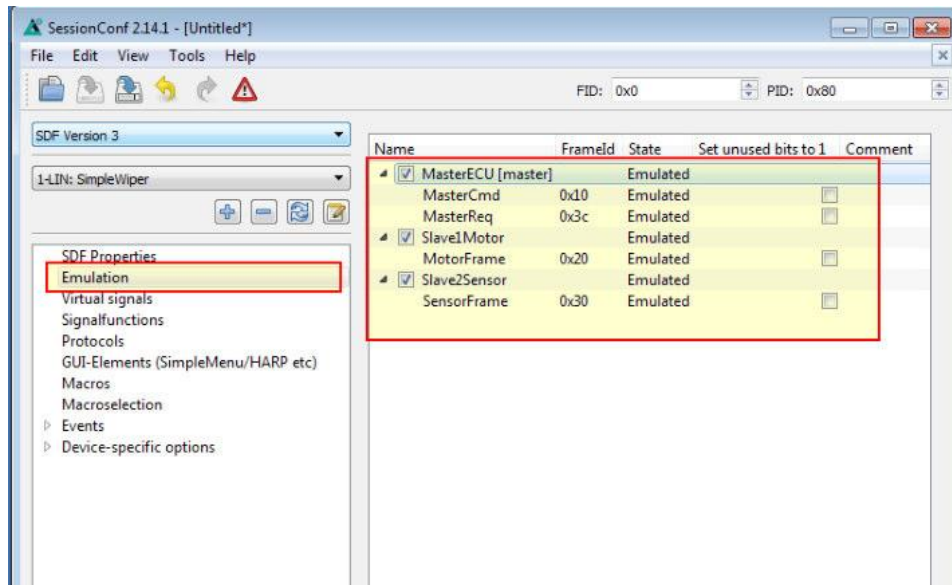 SessionConf 2.14.1 - [Untitled*]
File Edit View Tools Help
FID: 0x0 PID: 0x80
SDF Version 3
1-LIN: SimpleWiper
SDF Properties
Emulation
Virtual signals
Signalfunctions
Protocols
GUI-Elements (SimpleMenu/HARP etc)
Macros
Macroselection
Events
Device-specific options
Name FrameId State Set unused bits to 1 Comment
MasterECU [master] Emulated
MasterCmd 0x10 Emulated
MasterReq 0x3c Emulated
Slave1Motor Emulated
MotorFrame 0x20 Emulated
Slave2Sensor Emulated
SensorFrame 0x30 Emulated